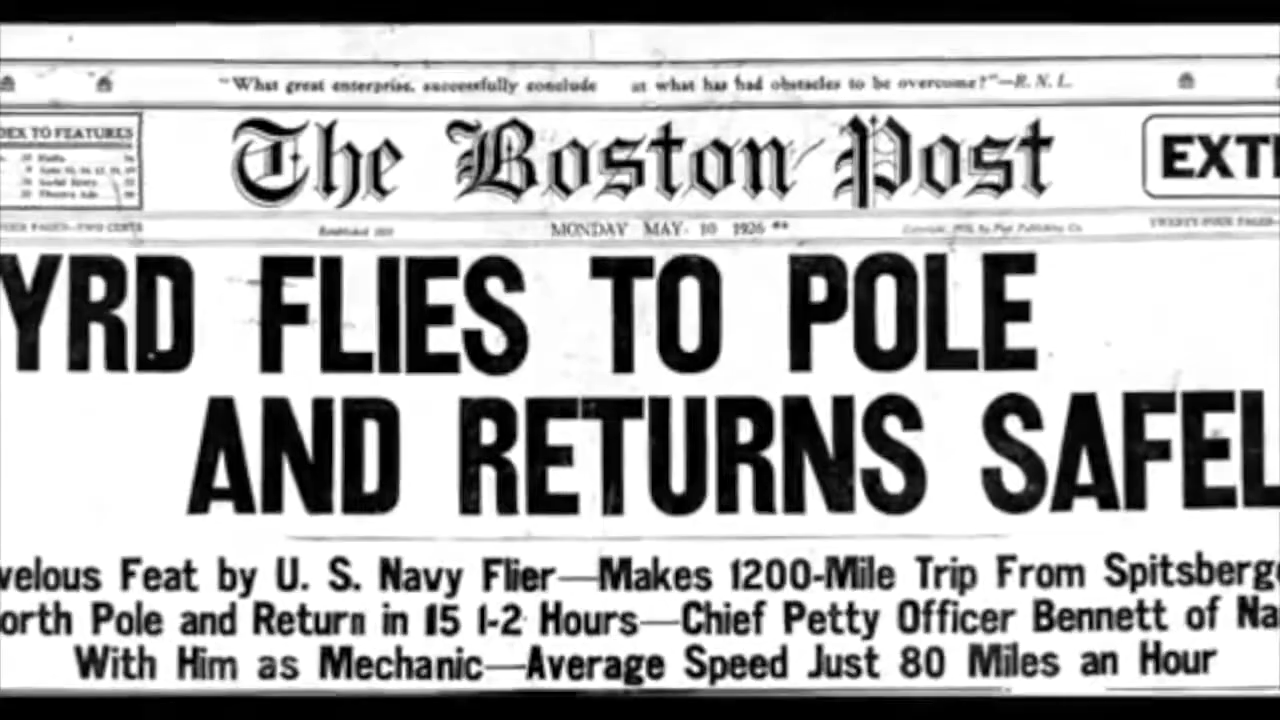 "What great enterprise, successfully conclude at what has had obstacles to be overcome?"—R. N. L.
DEX TO FEATURES
The Boston Post
EXT
Established 1831
MONDAY MAY 10 1926 **
YRD FLIES TO POLE
AND RETURNS SAFEL
velous Feat by U. S. Navy Flier—Makes 1200-Mile Trip From Spitsberge
orth Pole and Return in 15 1-2 Hours—Chief Petty Officer Bennett of Na
With Him as Mechanic—Average Speed Just 80 Miles an Hour